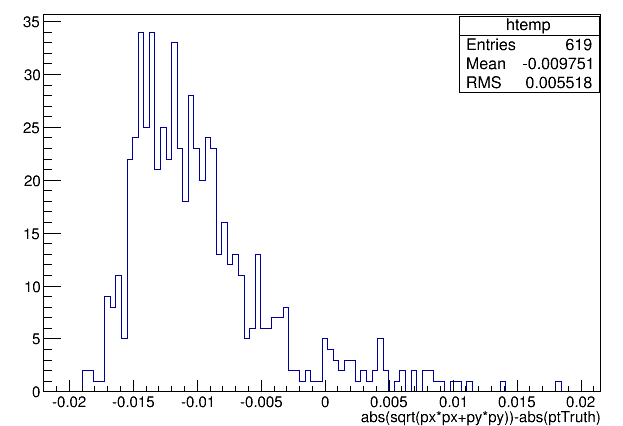 htemp
Entries 619
Mean -0.009751
RMS 0.005518
35
30
25
20
15
10
5
0
-0.02 -0.015 -0.01 -0.005 0 0.005 0.01 0.015 0.02
abs(sqrt(px*px+py*py))-abs(ptTruth)